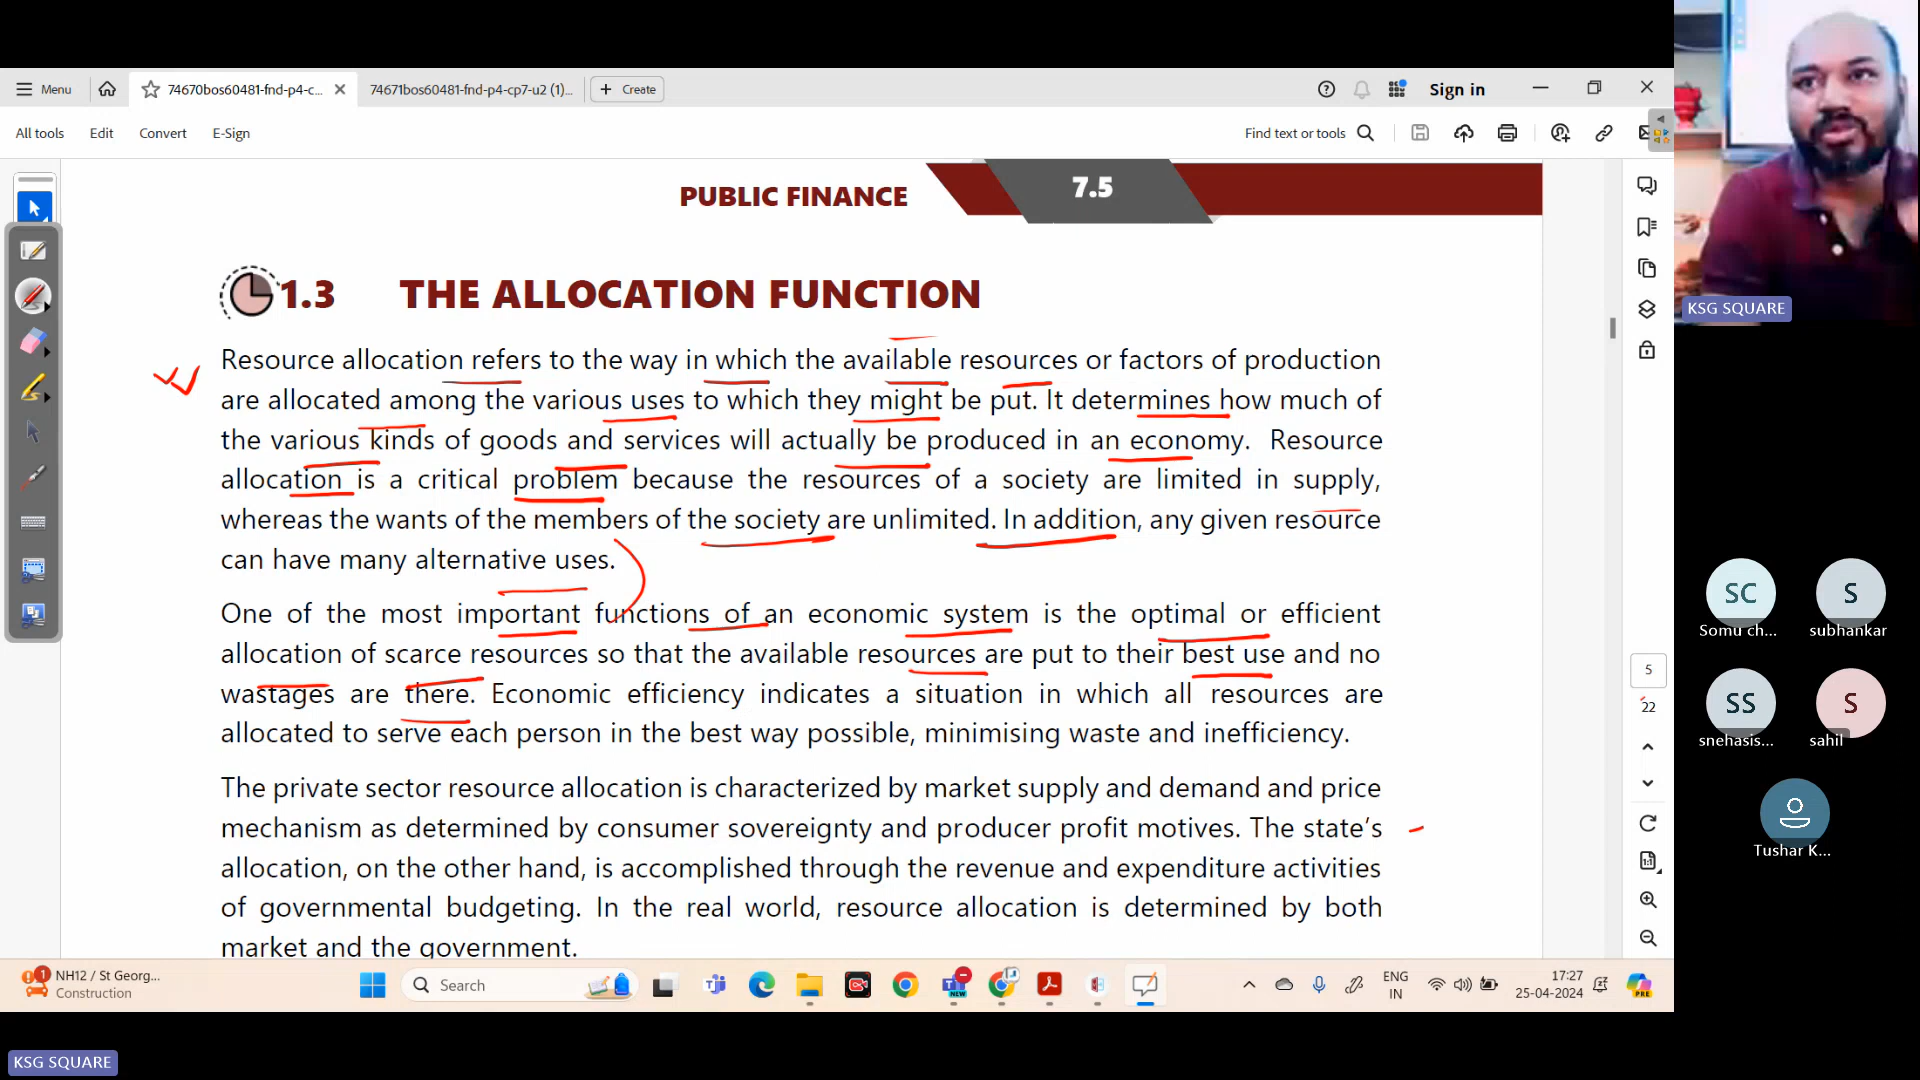 Menu
74670bos60481-fnd-p4-c...
74671bos60481-fnd-p4-cp7-u2 (1)...
+ Create
Sign in
All tools
Edit
Convert
E-Sign
Find text or tools
PUBLIC FINANCE
7.5
1.3 THE ALLOCATION FUNCTION
Resource allocation refers to the way in which the available resources or factors of production
are allocated among the various uses to which they might be put. It determines how much of
the various kinds of goods and services will actually be produced in an economy. Resource
allocation is a critical problem because the resources of a society are limited in supply,
whereas the wants of the members of the society are unlimited. In addition, any given resource
can have many alternative uses.
One of the most important functions of an economic system is the optimal or efficient
allocation of scarce resources so that the available resources are put to their best use and no
wastages are there. Economic efficiency indicates a situation in which all resources are
allocated to serve each person in the best way possible, minimising waste and inefficiency.
The private sector resource allocation is characterized by market supply and demand and price
mechanism as determined by consumer sovereignty and producer profit motives. The state's
allocation, on the other hand, is accomplished through the revenue and expenditure activities
of governmental budgeting. In the real world, resource allocation is determined by both
market and the government.
5
22
KSG SQUARE
SC
Somu ch...
S
subhankar
SS
snehasis...
S
sahil
Tushar K...
1
NH12 / St Georg...
Construction
Search
NEW
ENG
IN
17:27
25-04-2024
PRE
KSG SQUARE